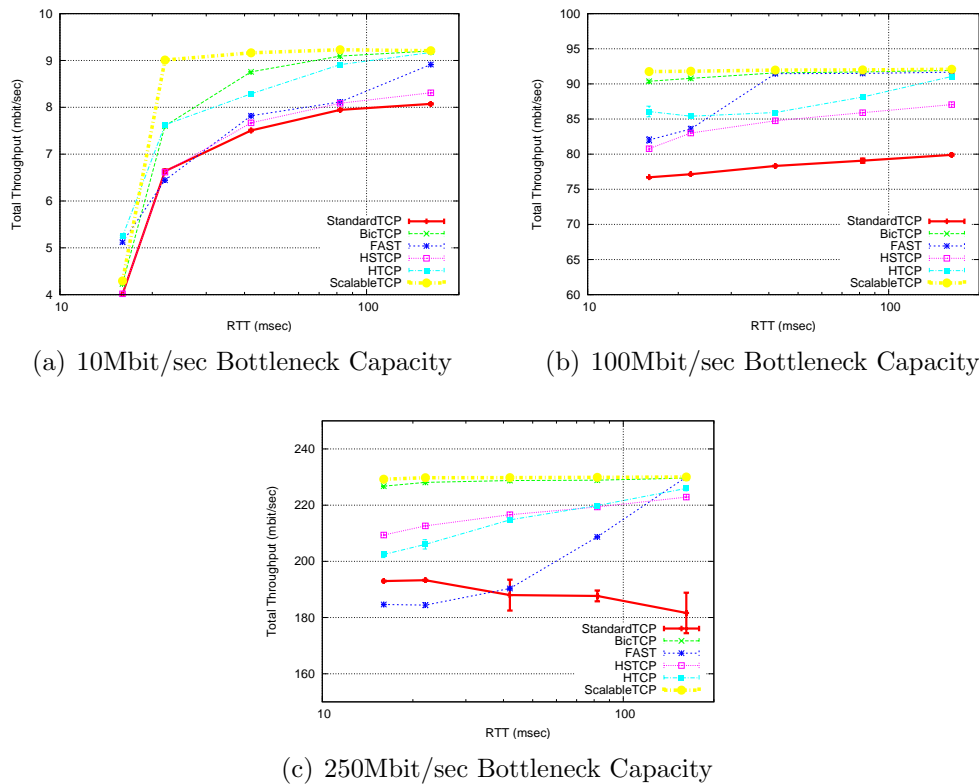 10
9
8
7
6
5
4
10
100
Total Throughput (mbit/sec)
RTT (msec)
StandardTCP
BicTCP
FAST
HSTCP
HTCP
ScalableTCP
(a) 10Mbit/sec Bottleneck Capacity
100
95
90
85
80
75
70
65
60
10
100
Total Throughput (mbit/sec)
RTT (msec)
StandardTCP
BicTCP
FAST
HSTCP
HTCP
ScalableTCP
(b) 100Mbit/sec Bottleneck Capacity
240
220
200
180
160
10
100
Total Throughput (mbit/sec)
RTT (msec)
StandardTCP
BicTCP
FAST
HSTCP
HTCP
ScalableTCP
(c) 250Mbit/sec Bottleneck Capacity